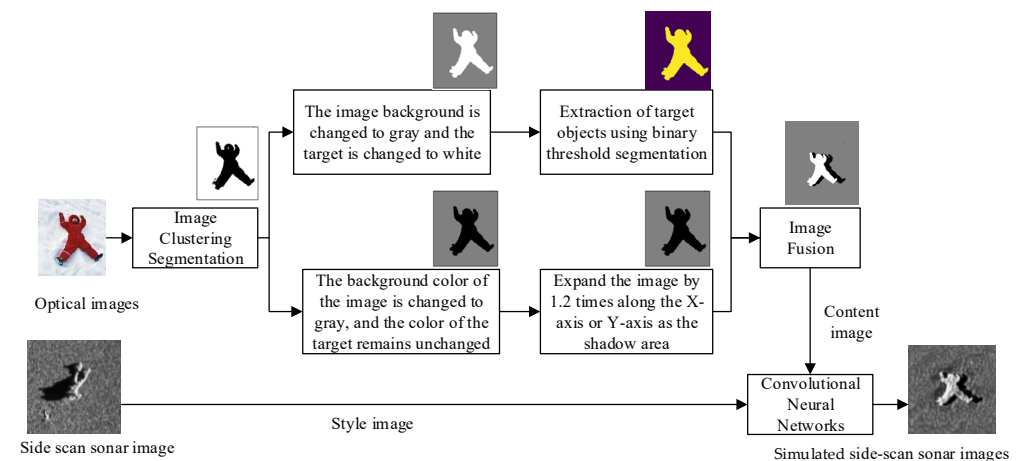 The image background is
changed to gray and the
target is changed to white
Extraction of target
objects using binary
threshold segmentation
Image
Clustering
Segmentation
Image
Fusion
Optical images
The background color of
the image is changed to
gray, and the color of the
target remains unchanged
Expand the image by
1.2 times along the X-
axis or Y-axis as the
shadow area
Content
image
Convolutional
Neural
Networks
Style image
Side scan sonar image
Simulated side-scan sonar images